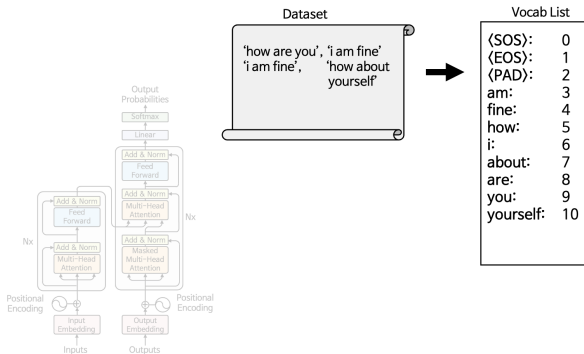 Dataset
'how are you', 'i am fine'
'i am fine', 'how about
yourself'
Vocab List
⟨SOS⟩: 0
⟨EOS⟩: 1
⟨PAD⟩: 2
am: 3
fine: 4
how: 5
i: 6
about: 7
are: 8
you: 9
yourself: 10
Output
Probabilities
Softmax
Linear
Add & Norm
Feed
Forward
Add & Norm
Multi-Head
Attention
Nx
Add & Norm
Masked
Multi-Head
Attention
Add & Norm
Feed
Forward
Nx
Add & Norm
Multi-Head
Attention
Positional
Encoding
Positional
Encoding
Input
Embedding
Output
Embedding
Inputs
Outputs